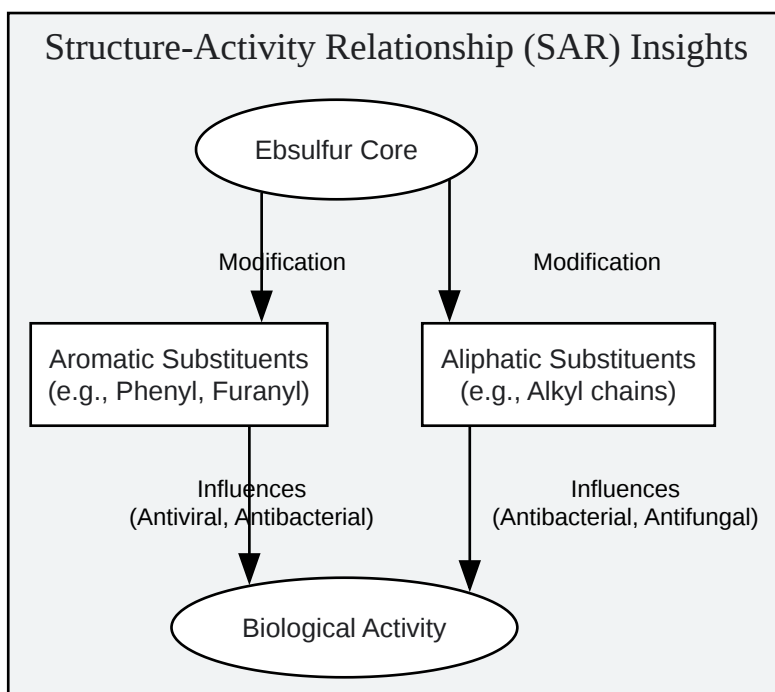 Structure-Activity Relationship (SAR) Insights
Ebsulfur Core
Modification
Modification
Aromatic Substituents
(e.g., Phenyl, Furanyl)
Aliphatic Substituents
(e.g., Alkyl chains)
Influences
(Antiviral, Antibacterial)
Influences
(Antibacterial, Antifungal)
Biological Activity